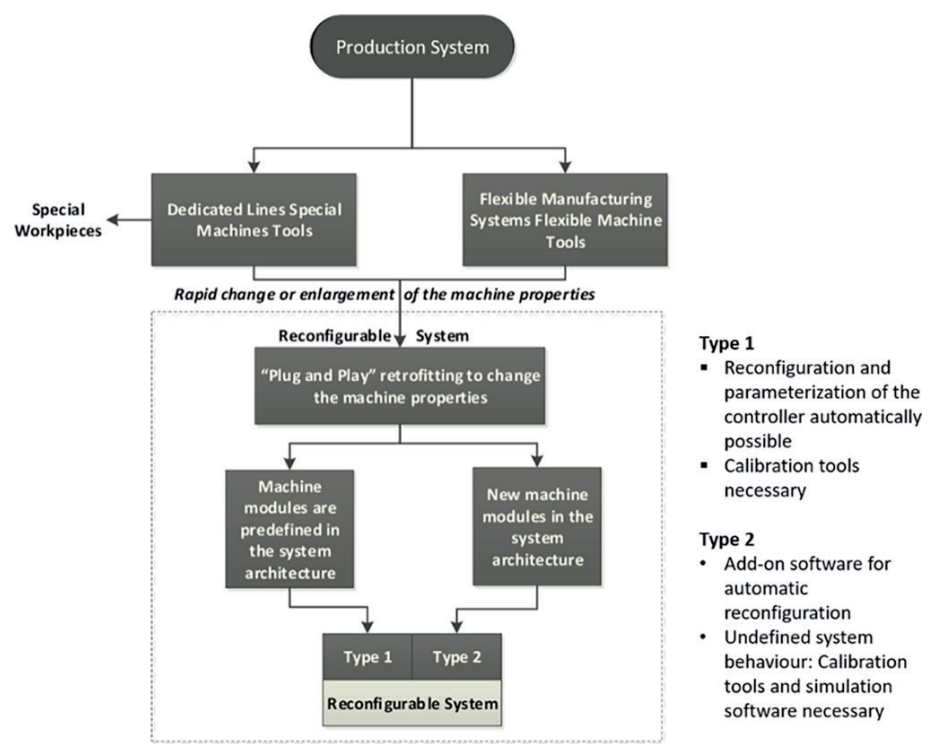 Production System
Special
Workpieces
Dedicated Lines Special
Machines Tools
Flexible Manufacturing
Systems Flexible Machine
Tools
Rapid change or enlargement of the machine properties
Reconfigurable System
“Plug and Play” retrofitting to change
the machine properties
Machine
modules are
predefined in
the system
architecture
New machine
modules in the
system
architecture
Type 1
Type 2
Reconfigurable System
Type 1
▪ Reconfiguration and
parameterization of the
controller automatically
possible
▪ Calibration tools
necessary
Type 2
• Add-on software for
automatic
reconfiguration
• Undefined system
behaviour: Calibration
tools and simulation
software necessary